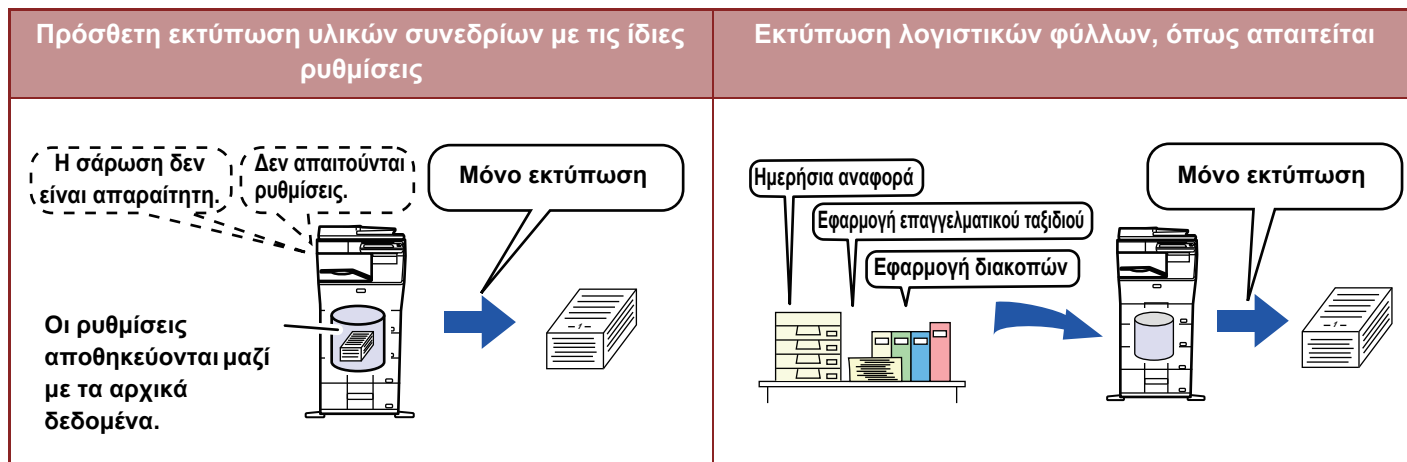 Πρόσθετη εκτύπωση υλικών συνεδρίων με τις ίδιες
ρυθμίσεις
Εκτύπωση λογιστικών φύλλων, όπως απαιτείται
Η σάρωση δεν
είναι απαραίτητη.
Δεν απαιτούνται
ρυθμίσεις.
Μόνο εκτύπωση
Οι ρυθμίσεις
αποθηκεύονται μαζί
με τα αρχικά
δεδομένα.
-1-
Ημερήσια αναφορά
Εφαρμογή επαγγελματικού ταξιδιού
Εφαρμογή διακοπών
Μόνο εκτύπωση
-1-